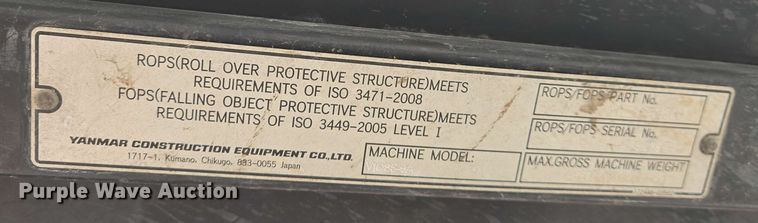 ROPS(ROLL OVER PROTECTIVE STRUCTURE)MEETS
REQUIREMENTS OF ISO 3471-2008
FOPS(FALLING OBJECT PROTECTIVE STRUCTURE)MEETS
REQUIREMENTS OF ISO 3449-2005 LEVEL I
YANMAR CONSTRUCTION EQUIPMENT CO.,LTD.
1717-1, Kumano, Chikugo, 833-0055 Japan
MACHINE MODEL:
ROPS/FOPS PART No.
ROPS/FOPS SERIAL No.
MAX.GROSS MACHINE WEIGHT
Purple Wave Auction